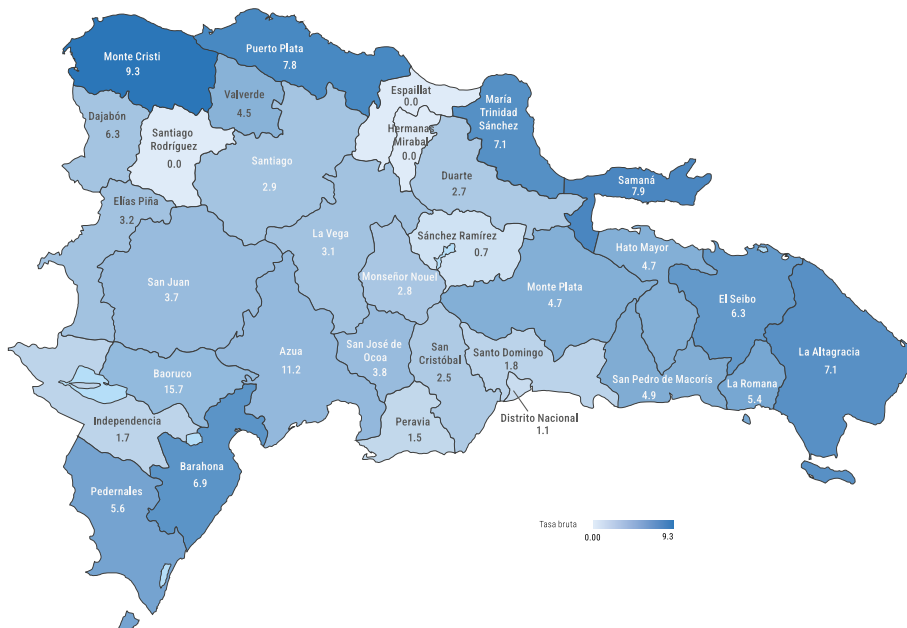 Monte Cristi
9.3
Puerto Plata
7.8
Valverde
4.5
Espaillat
0.0
María
Trinidad
Sánchez
7.1
Dajabón
6.3
Santiago
Rodríguez
0.0
Hermanas
Mirabal
0.0
Santiago
2.9
Duarte
2.7
Samaná
7.9
Elías Piña
3.2
La Vega
3.1
Sánchez Ramírez
0.7
Hato Mayor
4.7
San Juan
3.7
Monseñor Nouel
2.8
Monte Plata
4.7
El Seibo
6.3
Azua
11.2
San José de
Ocoa
3.8
San
Cristóbal
2.5
Santo Domingo
1.8
La Altagracia
7.1
Baoruco
15.7
San Pedro de Macorís
4.9
La Romana
5.4
Independencia
1.7
Peravia
1.5
Distrito Nacional
1.1
Barahona
6.9
Pedernales
5.6
Tasa bruta
0.00
9.3